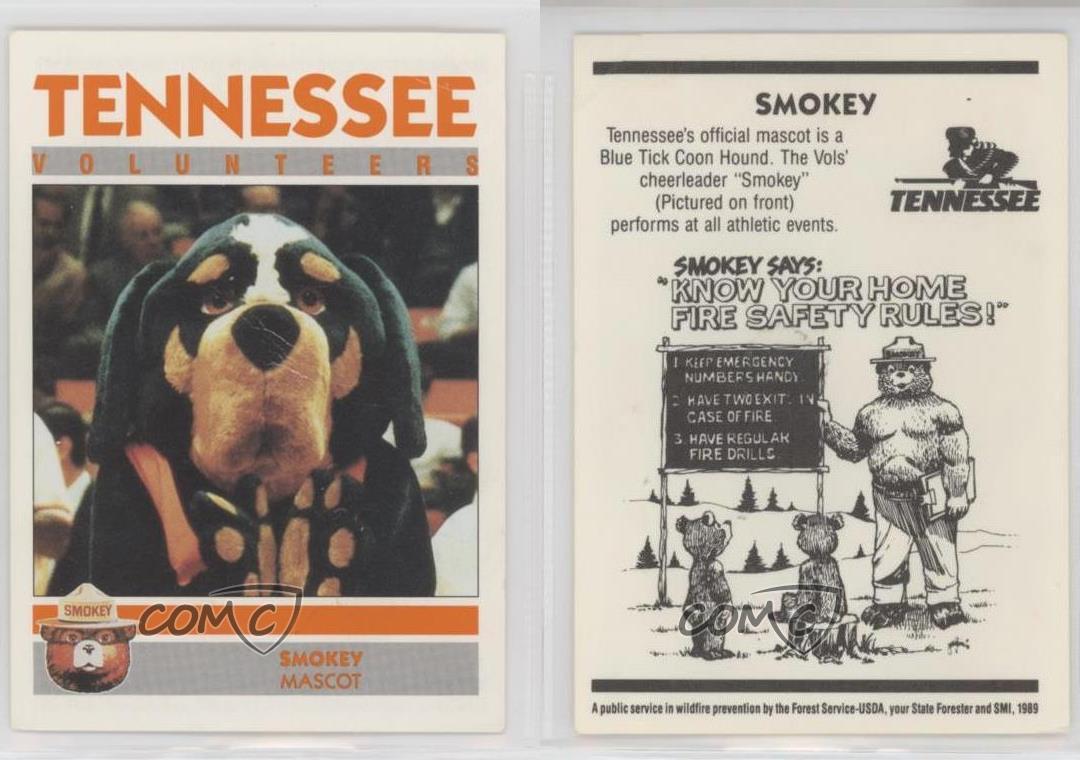 TENNESSEE
VOLUNTEERS
SMOKEY
COMC
SMOKEY
MASCOT
SMOKEY
Tennessee's official mascot is a
Blue Tick Coon Hound. The Vols'
cheerleader "Smokey"
(Pictured on front)
performs at all athletic events.
TENNESSEE
SMOKEY SAYS:
"KNOW YOUR HOME
FIRE SAFETY RULES!"
SMOKEY
1 KEEP EMERGENCY
NUMBERS HANDY.
2 HAVE TWO EXIT. IN
CASE OF FIRE
3. HAVE REGULAR
FIRE DRILLS
COMC
A public service in wildfire prevention by the Forest Service-USDA, your State Forester and SMI, 1989